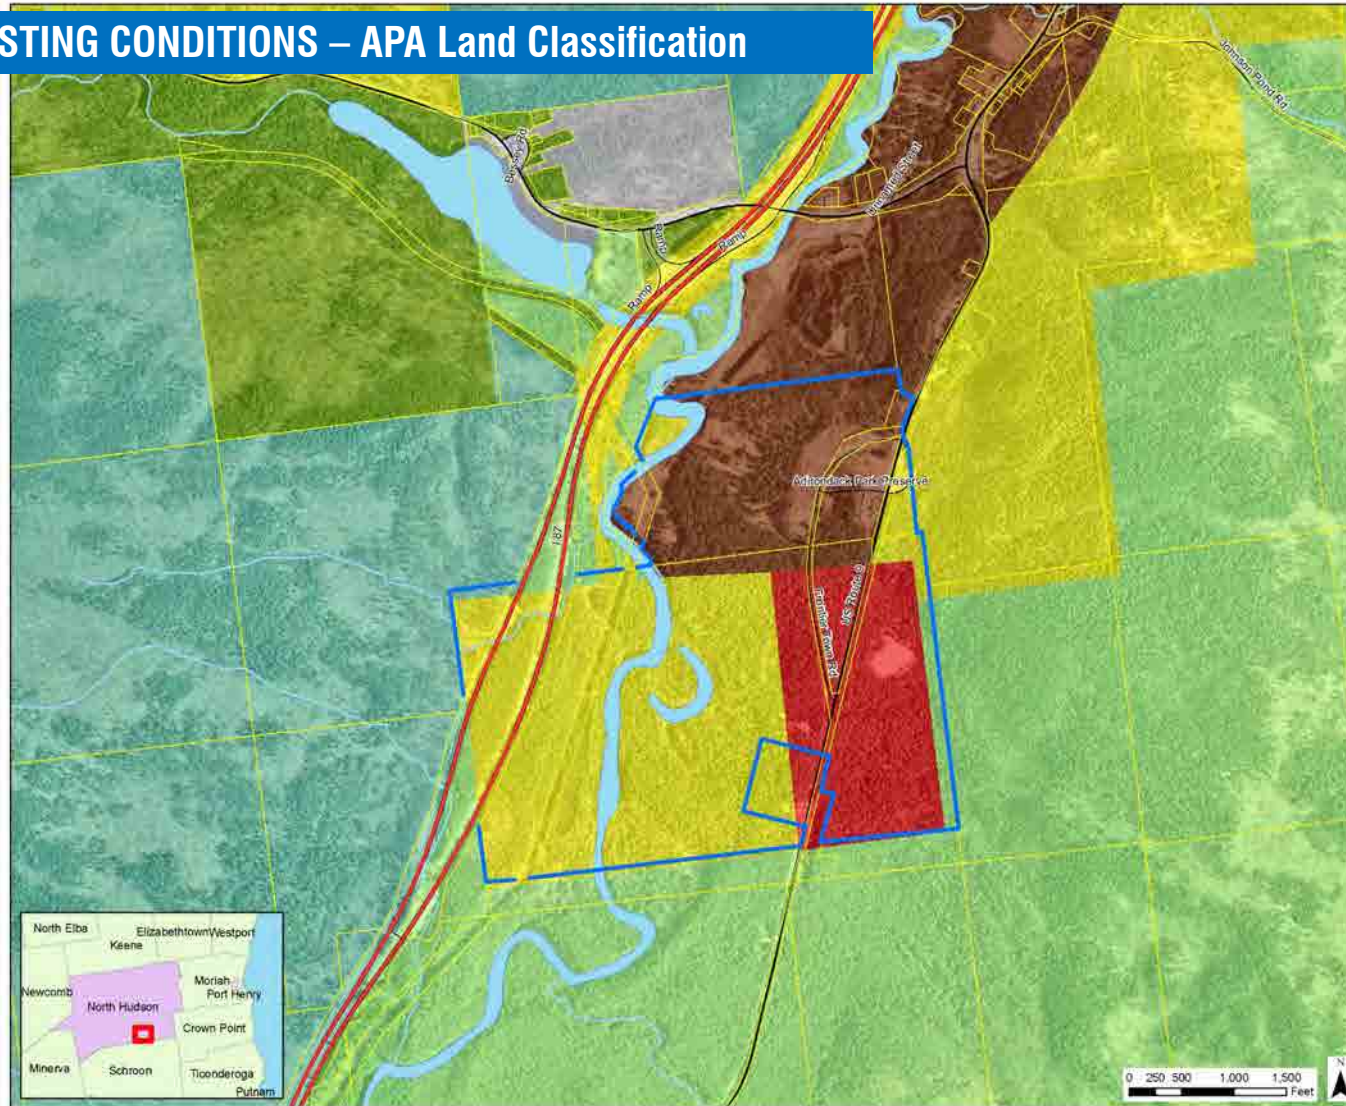 STING CONDITIONS – APA Land Classification
Johnson Pond Rd
Ramp
Ramp
Ramp
Adirondack Park Preserve
I 87
US Route 9
Frontier Town Rd
North Elba
Elizabethtown
Westport
Keene
Newcomb
Moriah
Port Henry
North Hudson
Crown Point
Minerva
Schroon
Ticonderoga
Putnam
0 250 500 1,000 1,500
Feet
N